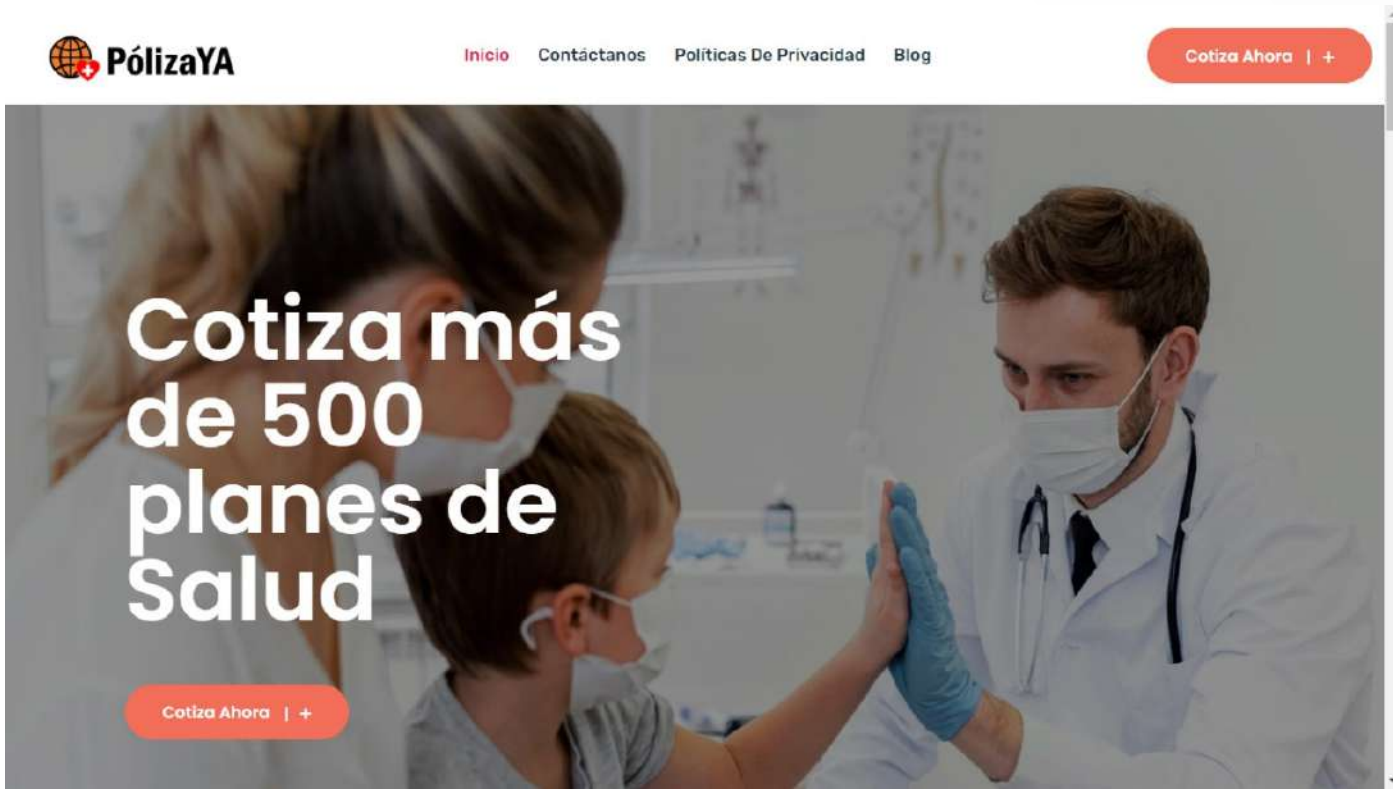 PólizaYA
Inicio Contáctanos Políticas De Privacidad Blog
Cotiza Ahora | +
Cotiza más
de 500
planes de
Salud
Cotiza Ahora | +